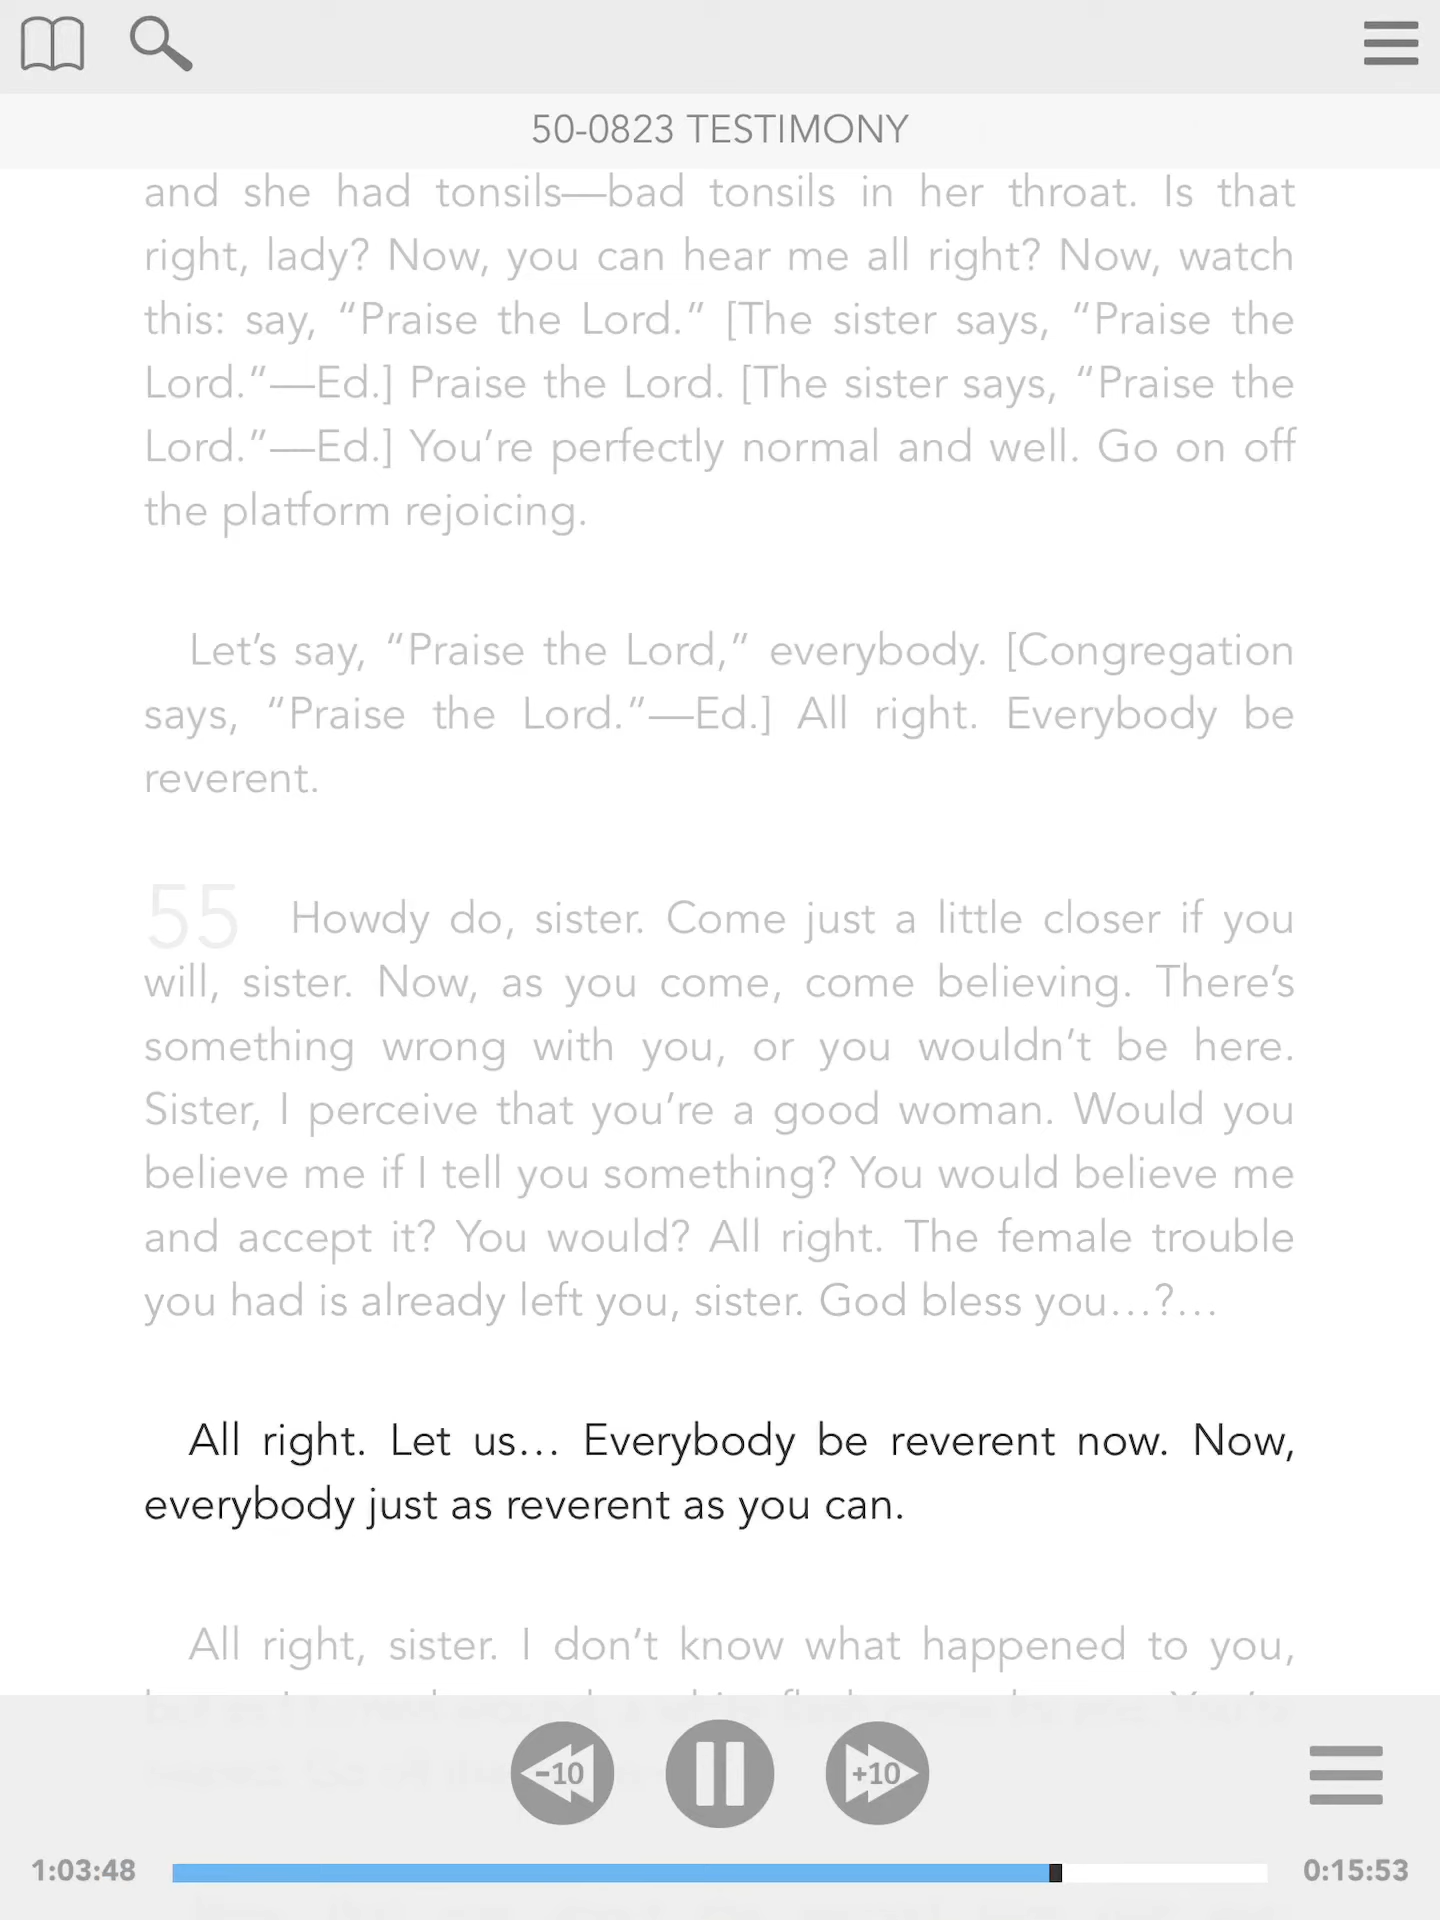 50-0823 TESTIMONY
and she had tonsils—bad tonsils in her throat. Is that
right, lady? Now, you can hear me all right? Now, watch
this: say, “Praise the Lord.” [The sister says, “Praise the
Lord.”—Ed.] Praise the Lord. [The sister says, “Praise the
Lord.”—Ed.] You’re perfectly normal and well. Go on off
the platform rejoicing.
Let’s say, “Praise the Lord,” everybody. [Congregation
says, “Praise the Lord.”—Ed.] All right. Everybody be
reverent.
55 Howdy do, sister. Come just a little closer if you
will, sister. Now, as you come, come believing. There’s
something wrong with you, or you wouldn’t be here.
Sister, I perceive that you’re a good woman. Would you
believe me if I tell you something? You would believe me
and accept it? You would? All right. The female trouble
you had is already left you, sister. God bless you…?…
All right. Let us… Everybody be reverent now. Now,
everybody just as reverent as you can.
All right, sister. I don’t know what happened to you,
-10 +10
1:03:48 0:15:53